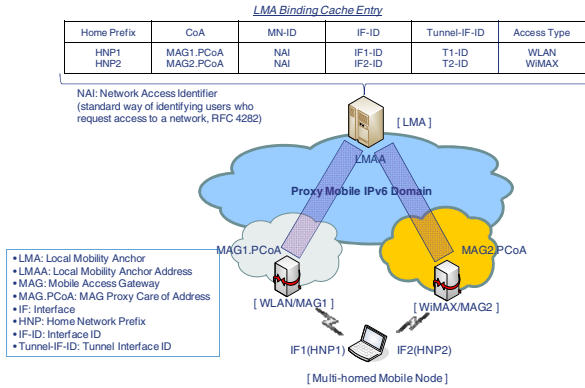 LMA Binding Cache Entry
Home Prefix CoA MN-ID IF-ID Tunnel-IF-ID Access Type
HNP1 MAG1.PCoA NAI IF1-ID T1-ID WLAN
HNP2 MAG2.PCoA NAI IF2-ID T2-ID WiMAX
NAI: Network Access Identifier
(standard way of identifying users who
request access to a network, RFC 4282)
[ LMA ]
LMAA
Proxy Mobile IPv6 Domain
MAG1.PCoA
MAG2.PCoA
• LMA: Local Mobility Anchor
• LMAA: Local Mobility Anchor Address
• MAG: Mobile Access Gateway
• MAG.PCoA: MAG Proxy Care of Address
• IF: Interface
• HNP: Home Network Prefix
• IF-ID: Interface ID
• Tunnel-IF-ID: Tunnel Interface ID
[ WLAN/MAG1 ]
[ WiMAX/MAG2 ]
IF1(HNP1)
IF2(HNP2)
[ Multi-homed Mobile Node ]